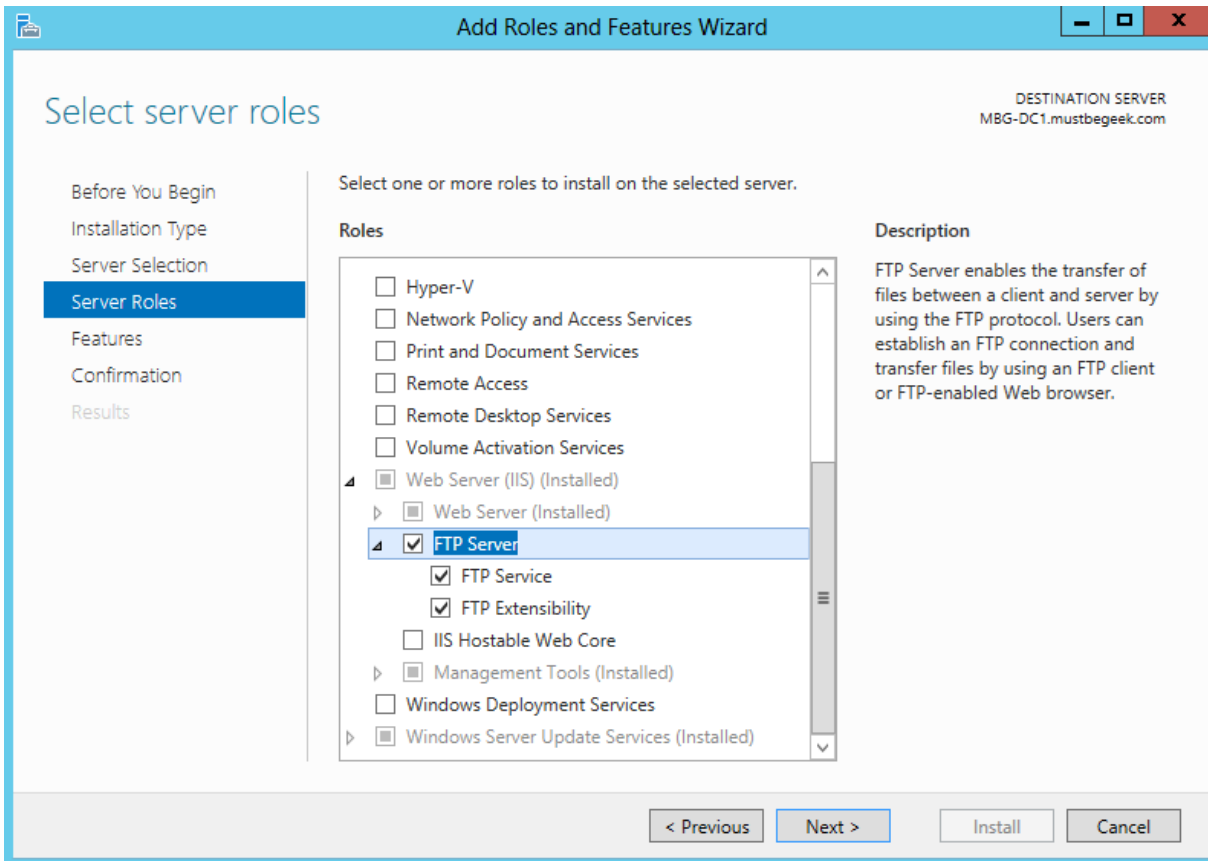 Add Roles and Features Wizard
x
Select server roles
DESTINATION SERVER
MBG-DC1.mustbegeek.com
Before You Begin
Installation Type
Server Selection
Server Roles
Features
Confirmation
Results
Select one or more roles to install on the selected server.
Roles
Hyper-V
Network Policy and Access Services
Print and Document Services
Remote Access
Remote Desktop Services
Volume Activation Services
Web Server (IIS) (Installed)
Web Server (Installed)
FTP Server
FTP Service
FTP Extensibility
IIS Hostable Web Core
Management Tools (Installed)
Windows Deployment Services
Windows Server Update Services (Installed)
Description
FTP Server enables the transfer of
files between a client and server by
using the FTP protocol. Users can
establish an FTP connection and
transfer files by using an FTP client
or FTP-enabled Web browser.
< Previous
Next >
Install
Cancel